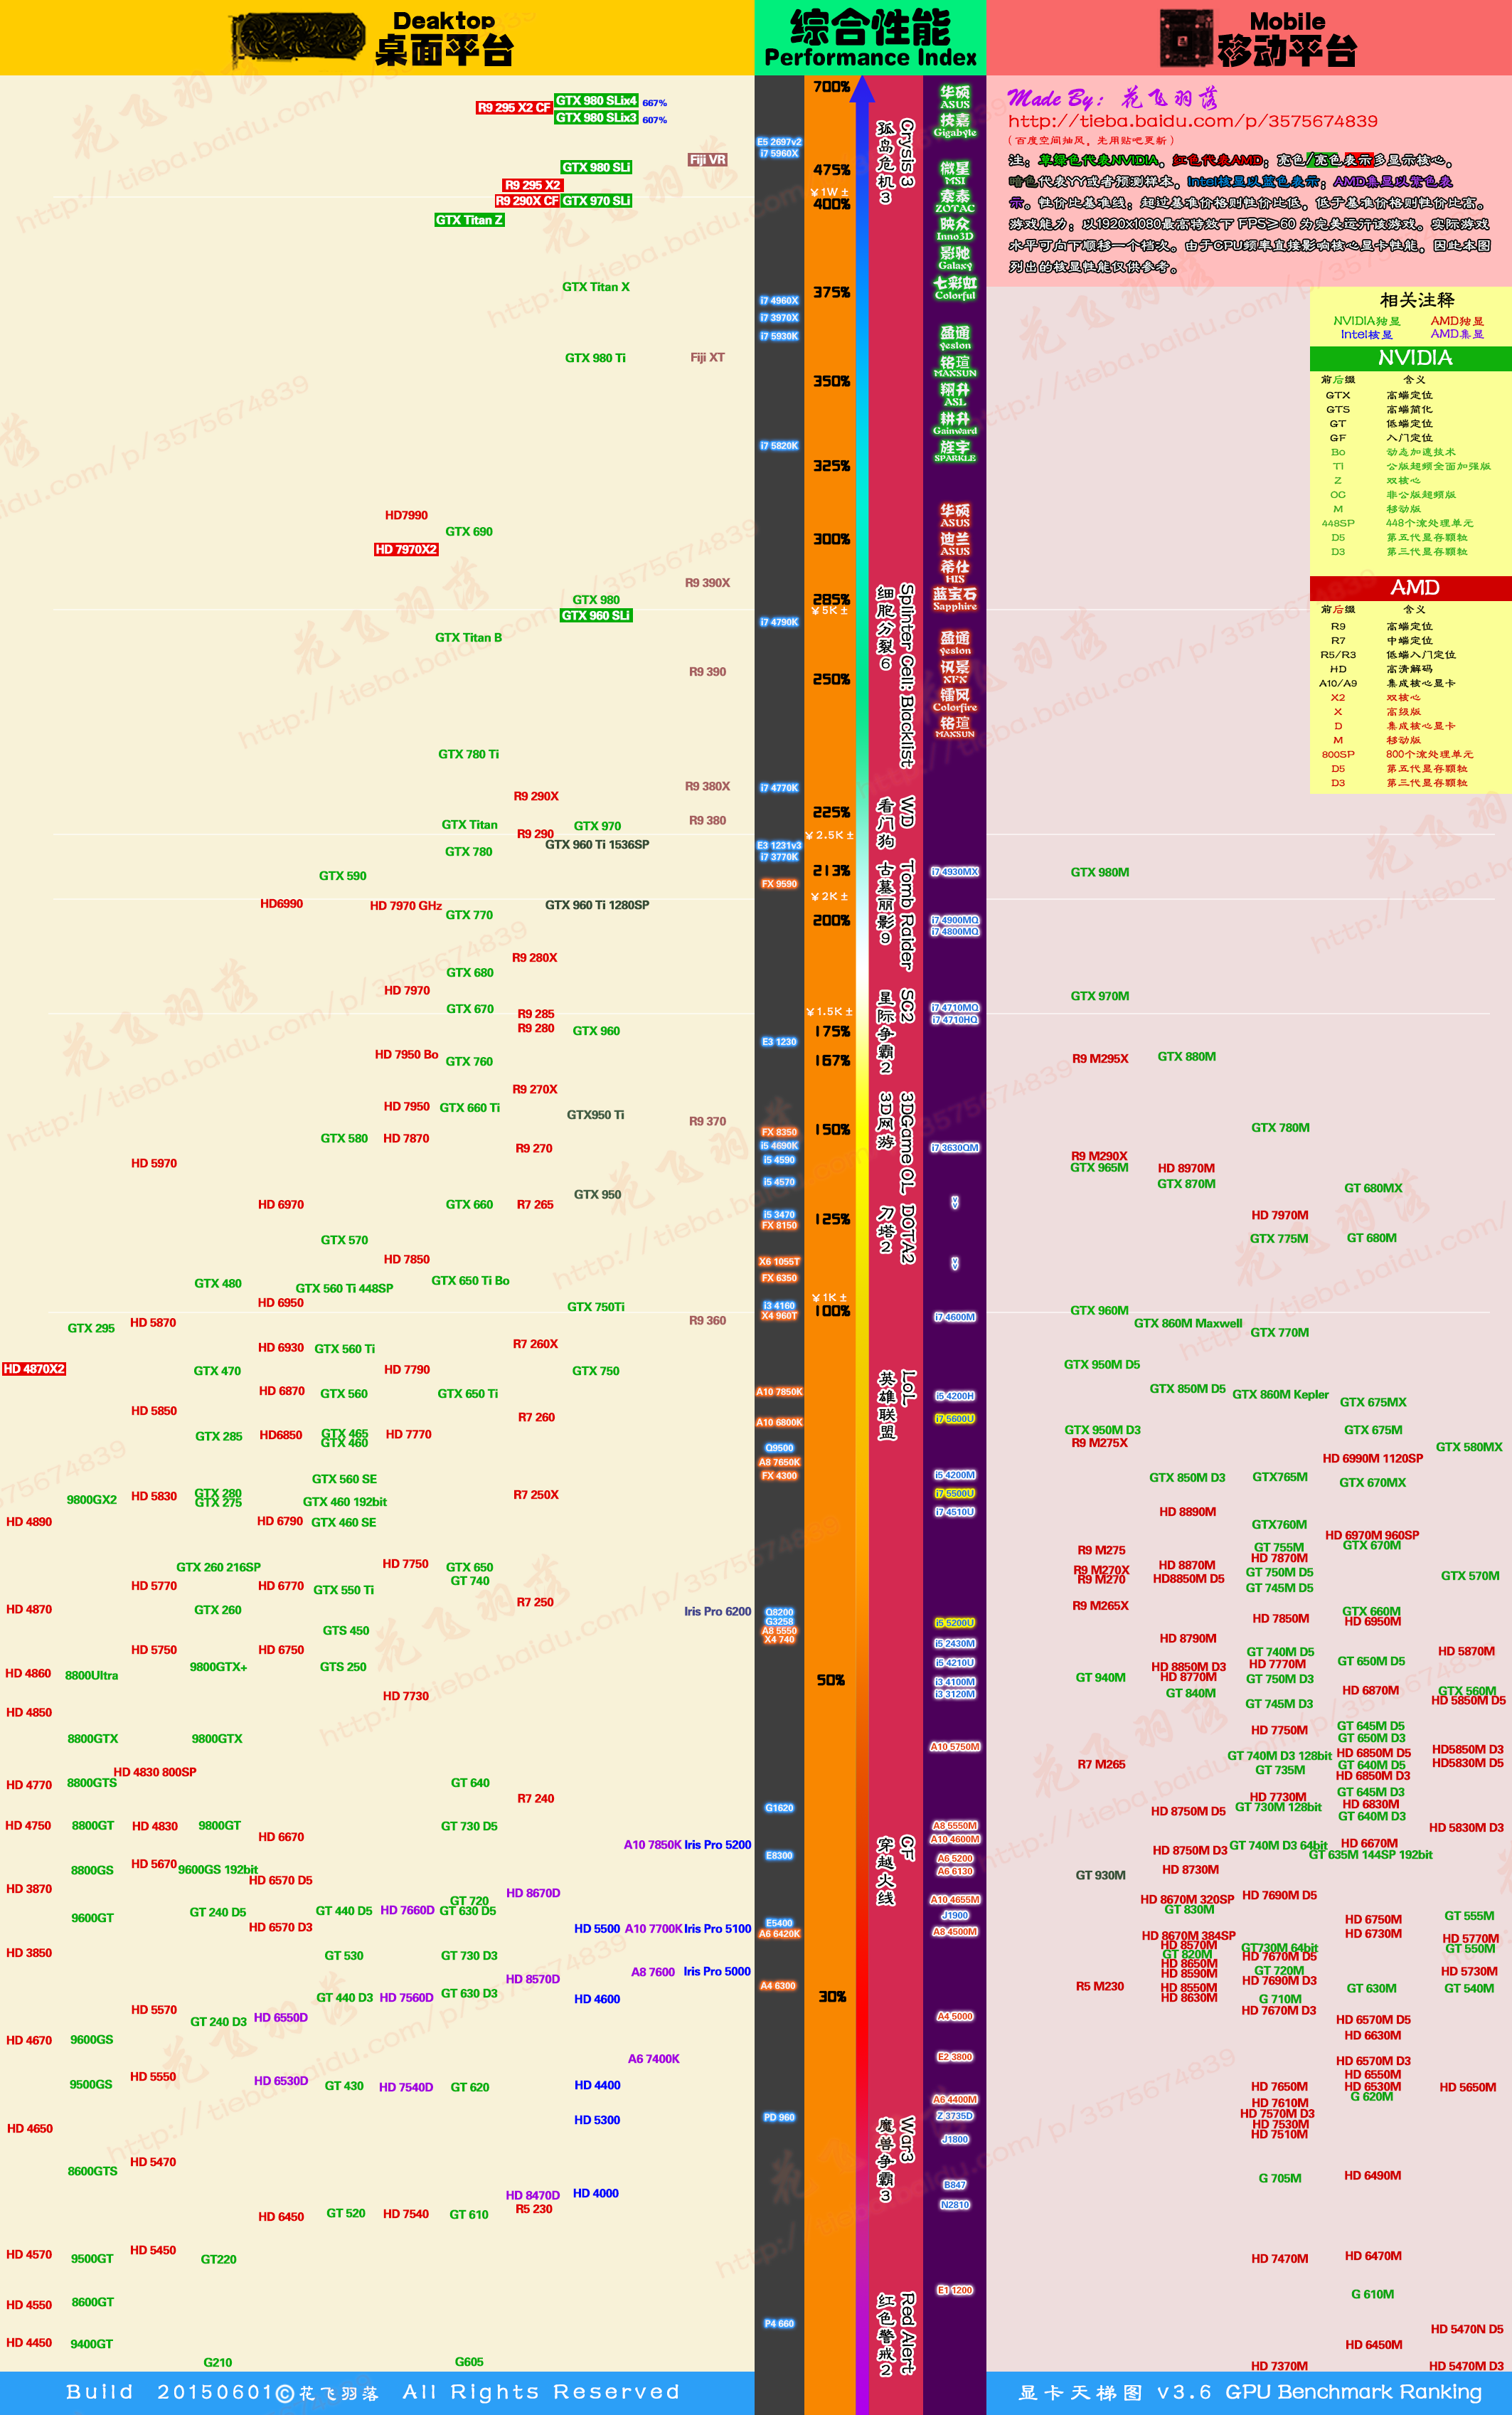 Deaktop
桌面平台
综合性能
Performance Index
Mobile
移动平台
Made By: 花飞羽落
http://tieba.baidu.com/p/3575674839
(百度空间抽风, 先用贴吧更新)
注: 草绿色代表NVIDIA, 红色代表AMD; 亮色/亮色表示多显示核心,
暗色代表YY或者预测样本, Intel核显以蓝色表示; AMD集显以紫色表
示。性价比基准线: 超过基准价格则性价比低, 低于基准价格则性价比高。
游戏能力: 以1920x1080最高特效下 FPS≥60 为完美运行该游戏。实际游戏
水平可向下顺移一个档次。由于CPU频率直接影响核心显卡性能, 因此本图
列出的核显性能仅供参考。
相关注释
NVIDIA独显 AMD独显
Intel核显 AMD集显
NVIDIA
前后缀 含义
GTX 高端定位
GTS 高端简化
GT 低端定位
GF 入门定位
Bo 动态加速技术
Ti 公版超频全面加强版
Z 双核心
OC 非公版超频版
M 移动版
448SP 448个流处理单元
D5 第五代显存颗粒
D3 第三代显存颗粒
AMD
前后缀 含义
R9 高端定位
R7 中端定位
R5/R3 低端入门定位
HD 高清解码
A10/A9 集成核心显卡
X2 双核心
X 高级版
D 集成核心显卡
M 移动版
800SP 800个流处理单元
D5 第五代显存颗粒
D3 第三代显存颗粒
R9 295 X2 CF GTX 980 SLix4 667%
GTX 980 SLix3 607%
Fiji VR
GTX 980 SLi
R9 295 X2
R9 290X CF GTX 970 SLi
GTX Titan Z
GTX Titan X
GTX 980 Ti Fiji XT
HD7990
GTX 690
HD 7970X2
R9 390X
GTX 980
GTX 960 SLi
GTX Titan B
R9 390
GTX 780 Ti
R9 380X
R9 290X
R9 380
GTX Titan GTX 970
R9 290
GTX 960 Ti 1536SP
GTX 780
GTX 590
HD6990 HD 7970 GHz GTX 960 Ti 1280SP
GTX 770
R9 280X
GTX 680
HD 7970
GTX 670
R9 285
R9 280
GTX 960
HD 7950 Bo
GTX 760
R9 270X
HD 7950 GTX 660 Ti
GTX950 Ti
R9 370
GTX 580 HD 7870
R9 270
HD 5970
GTX 950
HD 6970 GTX 660 R7 265
GTX 570
HD 7850
GTX 650 Ti Bo
GTX 480 GTX 560 Ti 448SP
HD 6950
GTX 750Ti
R9 360
HD 5870
GTX 295
R7 260X
HD 6930 GTX 560 Ti
HD 4870X2 GTX 470 HD 7790 GTX 750
HD 6870 GTX 560 GTX 650 Ti
HD 5850
R7 260
GTX 285 HD6850 GTX 465 HD 7770
GTX 460
GTX 560 SE
9800GX2 HD 5830 GTX 280 R7 250X
GTX 275 GTX 460 192bit
HD 4890 HD 6790 GTX 460 SE
HD 7750
GTX 260 216SP GTX 650
GT 740
HD 5770 HD 6770 GTX 550 Ti
R7 250
HD 4870 GTX 260 Iris Pro 6200
GTS 450
HD 5750 HD 6750
9800GTX+ GTS 250
HD 4860 8800Ultra
HD 7730
HD 4850
8800GTX 9800GTX
HD 4830 800SP
HD 4770 8800GTS GT 640
R7 240
HD 4750 8800GT HD 4830 9800GT GT 730 D5
HD 6670
A10 7850K Iris Pro 5200
HD 5670
8800GS 9600GS 192bit
HD 6570 D5
HD 3870 HD 8670D
GT 720
9600GT GT 240 D5 GT 440 D5 HD 7660D GT 630 D5
HD 6570 D3 HD 5500 A10 7700K Iris Pro 5100
HD 3850 GT 530 GT 730 D3
A8 7600 Iris Pro 5000
HD 8570D
GT 440 D3 HD 7560D GT 630 D3 HD 4600
HD 5570
GT 240 D3 HD 6550D
HD 4670 9600GS
A6 7400K
HD 5550 HD 6530D
9500GS GT 430 HD 7540D GT 620 HD 4400
HD 5300
HD 4650
HD 5470
8600GTS
HD 8470D HD 4000
R5 230
HD 6450 GT 520 HD 7540 GT 610
HD 5450
HD 4570 9500GT GT220
HD 4550 8600GT
HD 4450 9400GT
G210 G605
E5 2697v2
i7 5960X
i7 4960X
i7 3970X
i7 5930K
i7 5820K
i7 4790K
i7 4770K
E3 1231v3
i7 3770K
FX 9590
E3 1230
FX 8350
i5 4690K
i5 4590
i5 4570
i5 3470
FX 8150
X6 1055T
FX 6350
i3 4160
X4 960T
A10 7850K
A10 6800K
Q9500
A8 7650K
FX 4300
Q8200
G3258
A8 5550
X4 740
G1620
E8300
E5400
A6 6420K
A4 6300
PD 960
P4 660
700%
475%
¥1W±
400%
375%
350%
325%
300%
285%
¥5K±
250%
225%
¥2.5K±
213%
¥2K±
200%
¥1.5K±
175%
167%
150%
125%
¥1K±
100%
50%
30%
孤岛危机3 Crysis 3
细胞分裂6 Splinter Cell: Blacklist
看门狗 WD
古墓丽影9 Tomb Raider
星际争霸2 SC2
3D网游 3DGame OL
刀塔2 DOTA2
英雄联盟 LoL
穿越火线 CF
魔兽争霸3 War3
红色警戒2 Red Alert
华硕
ASUS
技嘉
Gigabyte
微星
MSI
索泰
ZOTAC
映众
Inno3D
影驰
Galaxy
七彩虹
Colorful
盈通
yeston
铭瑄
MAXSUN
翔升
ASL
耕升
Gainward
旌宇
SPARKLE
华硕
ASUS
迪兰
ASUS
希仕
HIS
蓝宝石
Sapphire
盈通
yeston
讯景
XFX
镭风
Colorfire
铭瑄
MAXSUN
i7 4930MX
i7 4900MQ
i7 4800MQ
i7 4710MQ
i7 4710HQ
i7 3630QM
i7 4600M
i5 4200H
i7 5600U
i5 4200M
i7 5500U
i7 4510U
i5 5200U
i5 2430M
i5 4210U
i3 4100M
i3 3120M
A10 5750M
A8 5550M
A10 4600M
A6 5200
A6 6130
A10 4655M
J1900
A8 4500M
A4 5000
E2 3800
A6 4400M
Z 3735D
J1800
B847
N2810
E1 1200
GTX 980M
GTX 970M
R9 M295X GTX 880M
GTX 780M
R9 M290X
GTX 965M HD 8970M
GTX 870M GT 680MX
HD 7970M
GTX 775M GT 680M
GTX 960M
GTX 860M Maxwell
GTX 770M
GTX 950M D5
GTX 850M D5 GTX 860M Kepler
GTX 675MX
GTX 950M D3 GTX 675M
R9 M275X GTX 580MX
HD 6990M 1120SP
GTX 850M D3 GTX765M GTX 670MX
HD 8890M
GTX760M
HD 6970M 960SP
R9 M275 GT 755M GTX 670M
HD 7870M
R9 M270X HD 8870M GT 750M D5
R9 M270 HD8850M D5 GTX 570M
GT 745M D5
R9 M265X GTX 660M
HD 7850M HD 6950M
HD 8790M
GT 740M D5 HD 5870M
HD 8850M D3 HD 7770M GT 650M D5
GT 940M HD 8770M GT 750M D3
GT 840M HD 6870M GTX 560M
GT 745M D3 HD 5850M D5
HD 7750M GT 645M D5
GT 650M D3
GT 740M D3 128bit HD 6850M D5 HD5850M D3
R7 M265 GT 735M GT 640M D5 HD5830M D5
HD 6850M D3
HD 7730M GT 645M D3
HD 8750M D5 GT 730M 128bit HD 6830M
GT 640M D3
HD 5830M D3
HD 8750M D3 GT 740M D3 64bit HD 6670M
GT 635M 144SP 192bit
GT 930M HD 8730M
HD 8670M 320SP HD 7690M D5
GT 830M HD 6750M GT 555M
HD 8670M 384SP HD 6730M HD 5770M
HD 8570M GT730M 64bit GT 550M
GT 820M HD 7670M D5
HD 8650M
HD 8590M GT 720M HD 5730M
R5 M230 HD 8550M HD 7690M D3 GT 630M GT 540M
HD 8630M G 710M
HD 7670M D3
HD 6570M D5
HD 6630M
HD 6570M D3
HD 6550M
HD 7650M HD 6530M HD 5650M
G 620M
HD 7610M
HD 7570M D3
HD 7530M
HD 7510M
G 705M HD 6490M
HD 7470M HD 6470M
G 610M
HD 5470N D5
HD 6450M
HD 7370M HD 5470M D3
Build 20150601©花飞羽落 All Rights Reserved
显卡天梯图 v3.6 GPU Benchmark Ranking